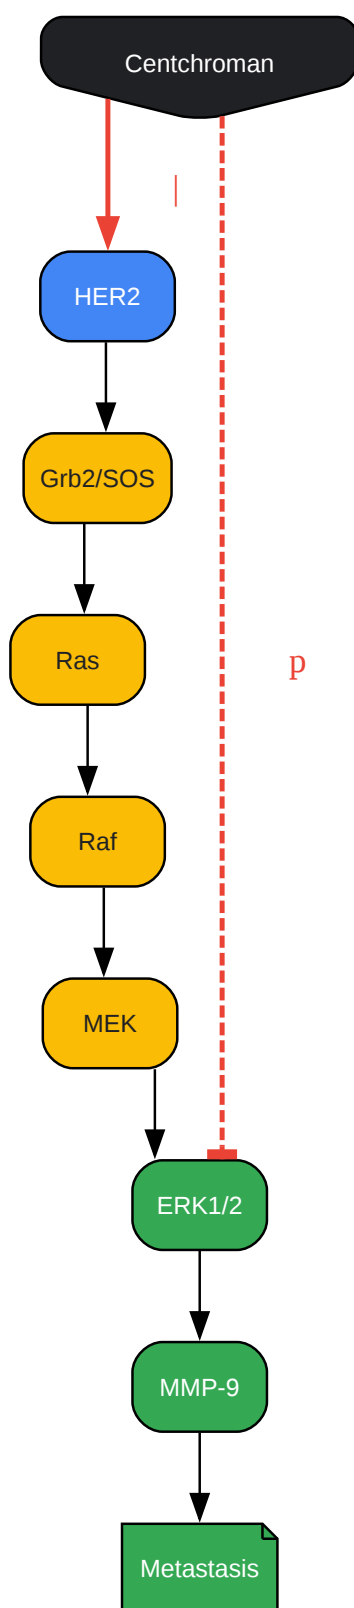 Centchroman
|
HER2
Grb2/SOS
Ras
p
Raf
MEK
ERK1/2
MMP-9
Metastasis